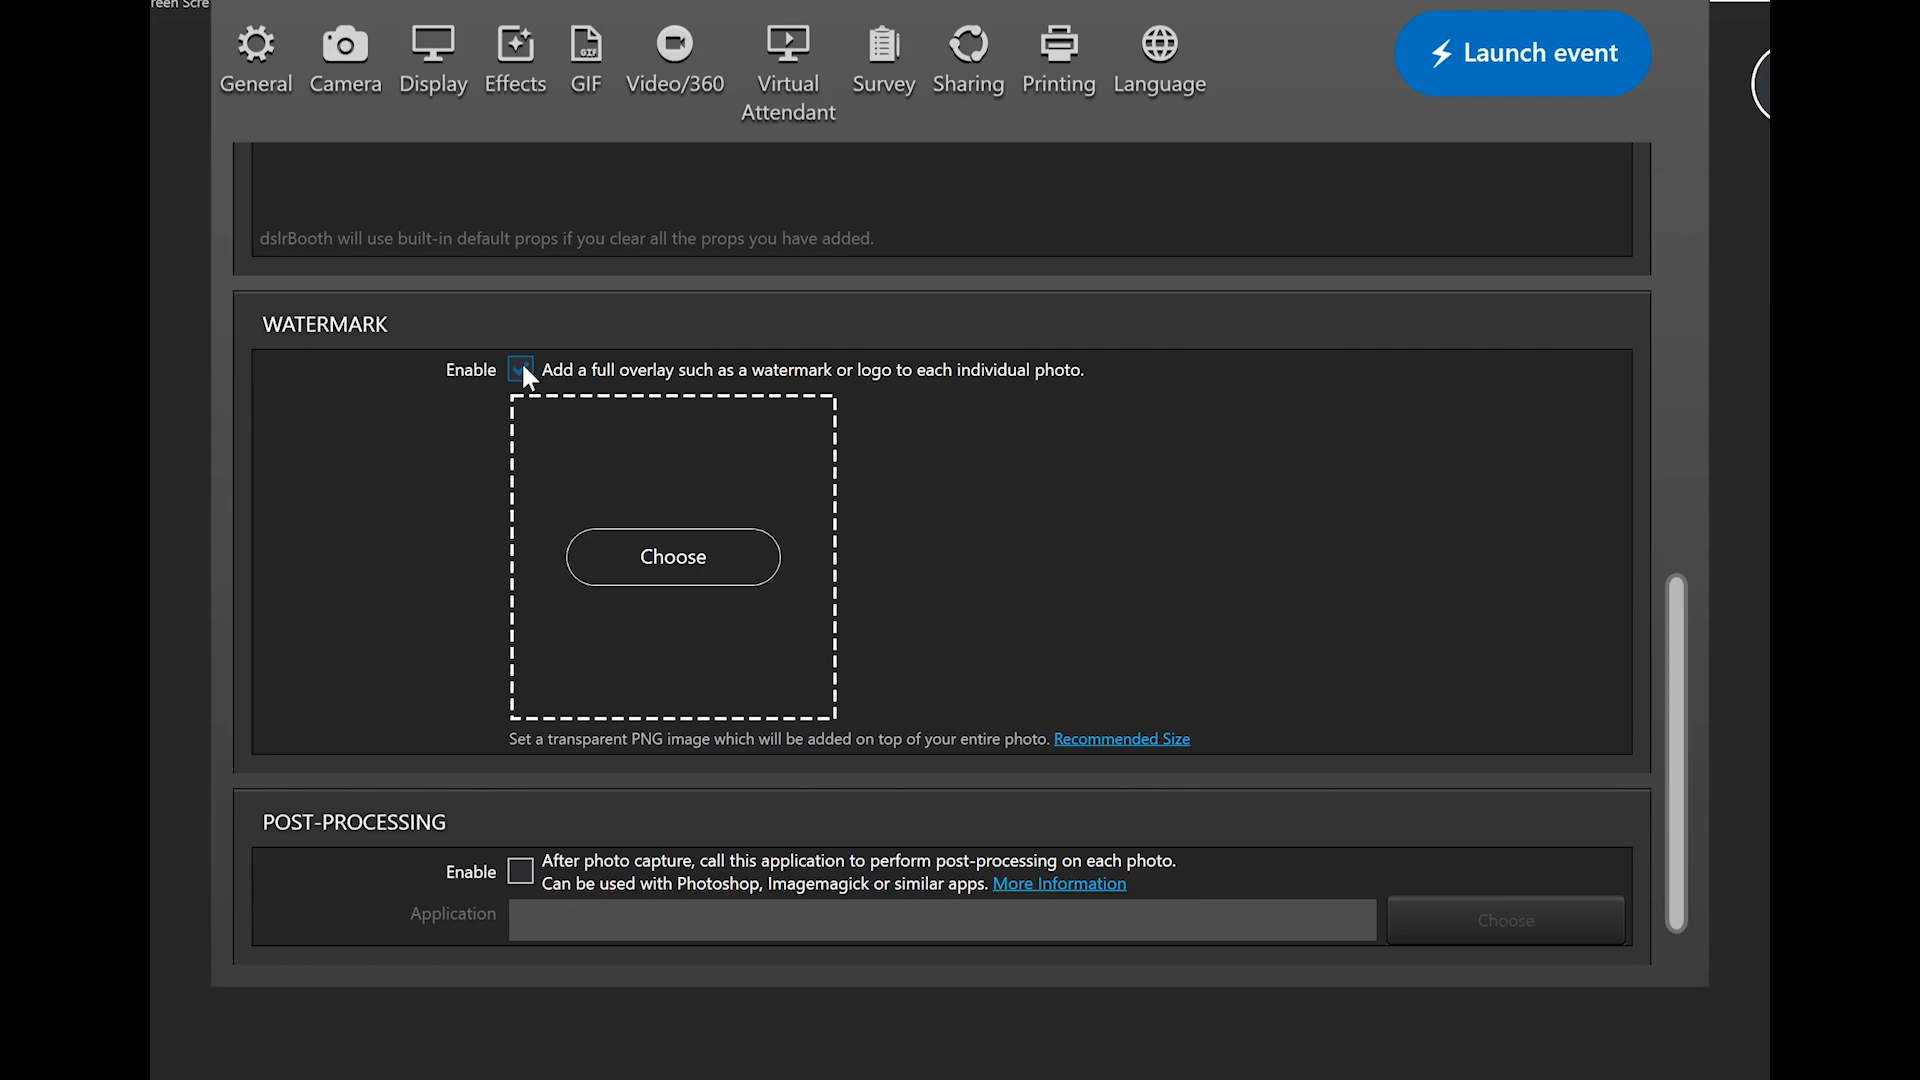 reen Scre
General Camera Display Effects GIF Video/360 Virtual Attendant Survey Sharing Printing Language
Launch event
dslrBooth will use built-in default props if you clear all the props you have added.
WATERMARK
Enable Add a full overlay such as a watermark or logo to each individual photo.
Choose
Set a transparent PNG image which will be added on top of your entire photo. Recommended Size
POST-PROCESSING
Enable After photo capture, call this application to perform post-processing on each photo.
Can be used with Photoshop, Imagemagick or similar apps. More Information
Application Choose